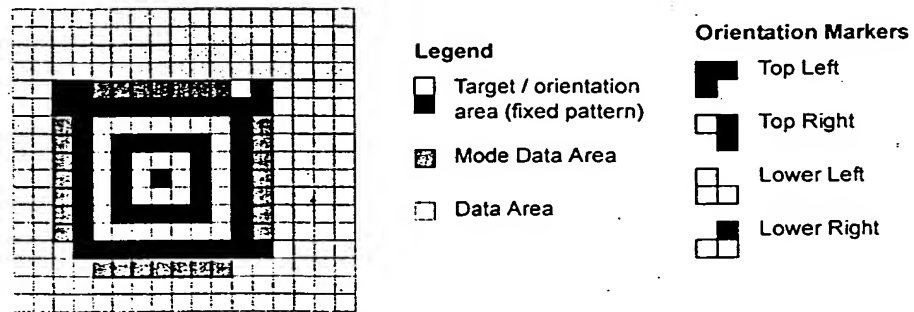 Legend
Target / orientation
area (fixed pattern)
Mode Data Area
Data Area
Orientation Markers
Top Left
Top Right
Lower Left
Lower Right